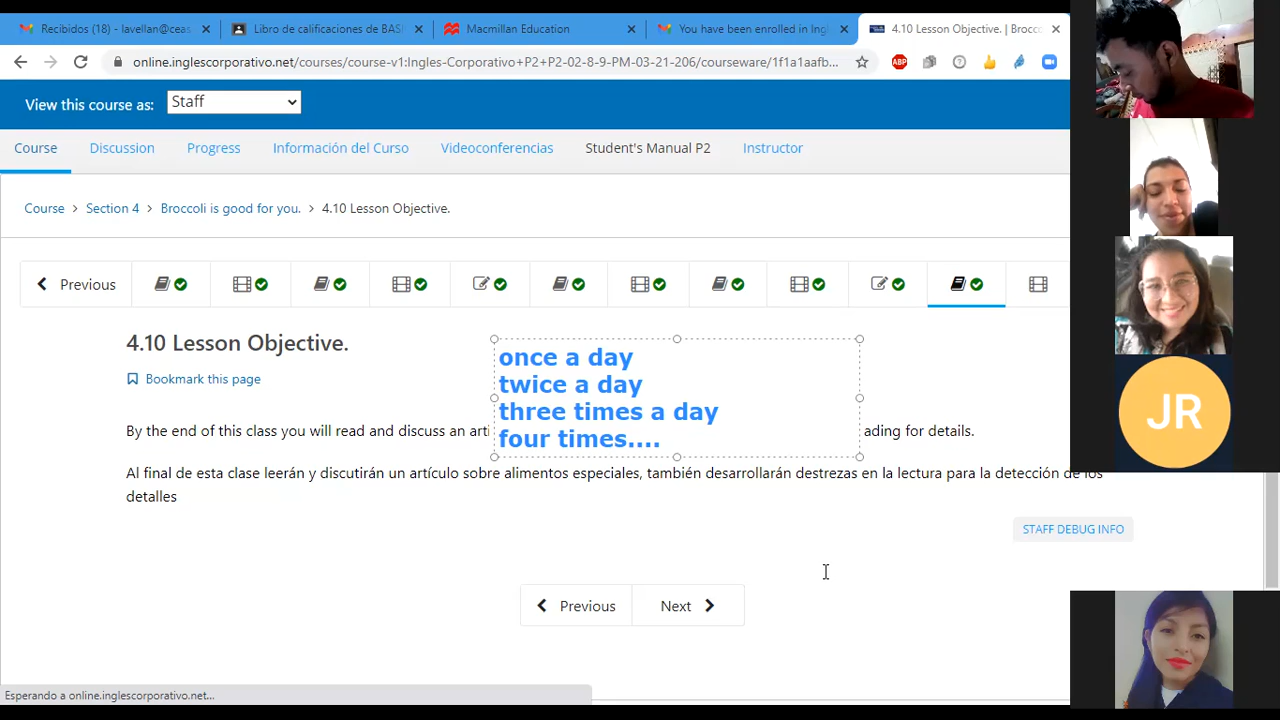 Recibidos (18) - lavellan@ceas
Libro de calificaciones de BASI
Macmillan Education
You have been enrolled in Ingl
4.10 Lesson Objective. | Brocco
online.inglescorporativo.net/courses/course-v1:Ingles-Corporativo+P2+P2-02-8-9-PM-03-21-206/courseware/1f1a1aafb...
ABP
View this course as:
Staff
Course
Discussion
Progress
Información del Curso
Videoconferencias
Student's Manual P2
Instructor
Course > Section 4 > Broccoli is good for you. > 4.10 Lesson Objective.
Previous
4.10 Lesson Objective.
Bookmark this page
once a day
twice a day
three times a day
four times....
By the end of this class you will read and discuss an arti
ading for details.
Al final de esta clase leerán y discutirán un artículo sobre alimentos especiales, también desarrollarán destrezas en la lectura para la detección de los
detalles
STAFF DEBUG INFO
Previous
Next
Esperando a online.inglescorporativo.net...
JR